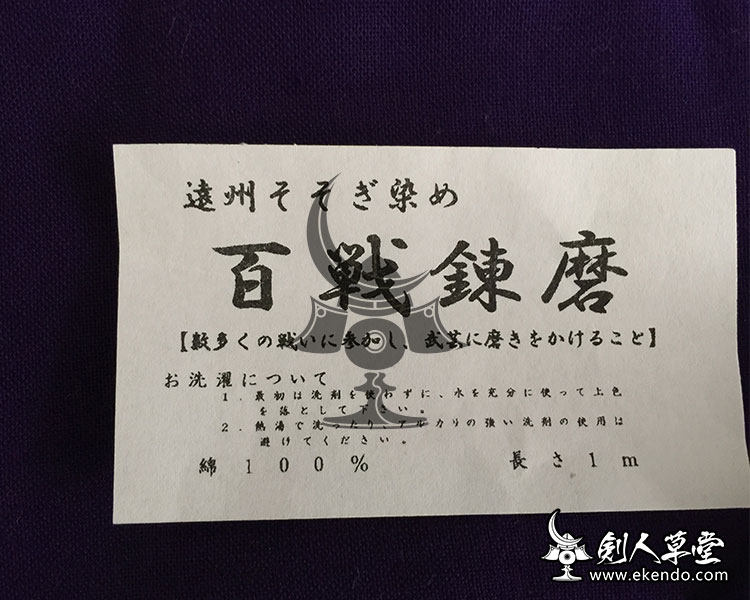 遠州そそぎ染め
百戦錬磨
【数多くの戦いに参加し、武芸に磨きをかけること】
お洗濯について
1. 最初は洗剤を使わずに、水を充分に使って上色
を落として下さい。
2. 熱湯で洗ったり、アルカリの強い洗剤の使用は
避けてください。
綿100% 長さ1m
剣人草堂
www.ekendo.com